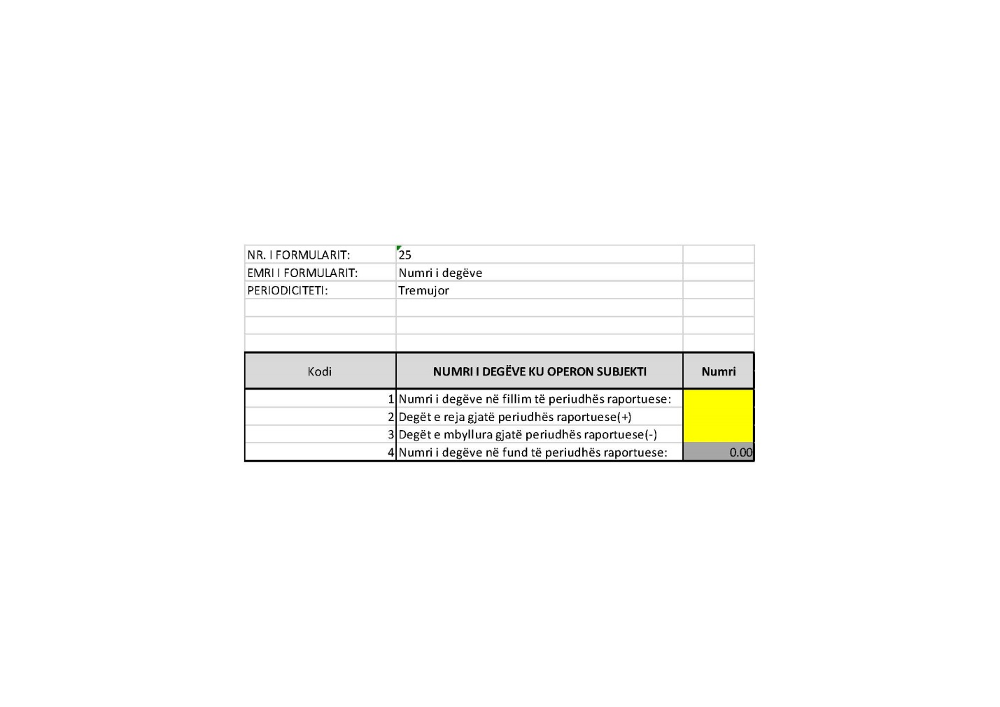 NR. I FORMULARIT: 25
EMRI I FORMULARIT: Numri i degëve
PERIODICITETI: Tremujor
Kodi NUMRI I DEGËVE KU OPERON SUBJEKTI Numri
1 Numri i degëve në fillim të periudhës raportuese:
2 Degët e reja gjatë periudhës raportuese(+)
3 Degët e mbyllura gjatë periudhës raportuese(-)
4 Numri i degëve në fund të periudhës raportuese: 0.00